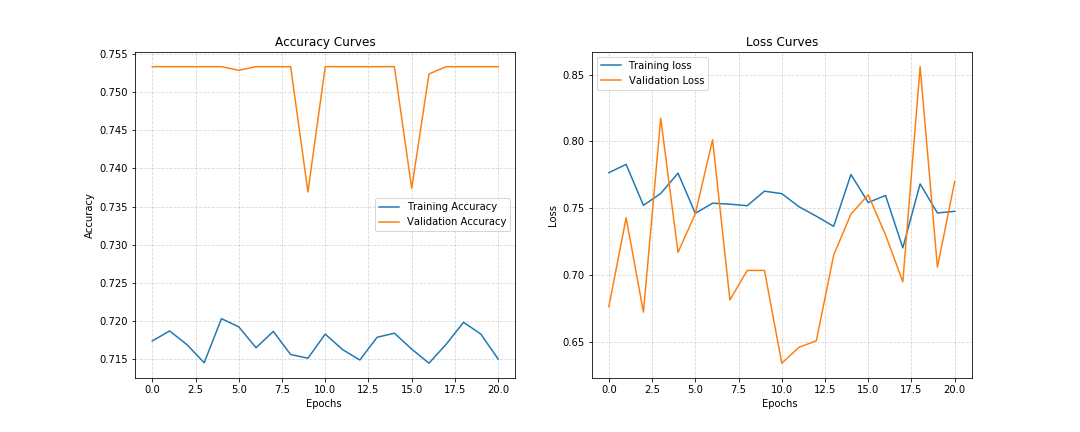 Accuracy Curves
0.755
0.750
0.745
0.740
0.735
0.730
0.725
0.720
0.715
Accuracy
Training Accuracy
Validation Accuracy
0.0 2.5 5.0 7.5 10.0 12.5 15.0 17.5 20.0
Epochs
Loss Curves
Training loss
Validation Loss
0.85
0.80
0.75
0.70
0.65
Loss
0.0 2.5 5.0 7.5 10.0 12.5 15.0 17.5 20.0
Epochs